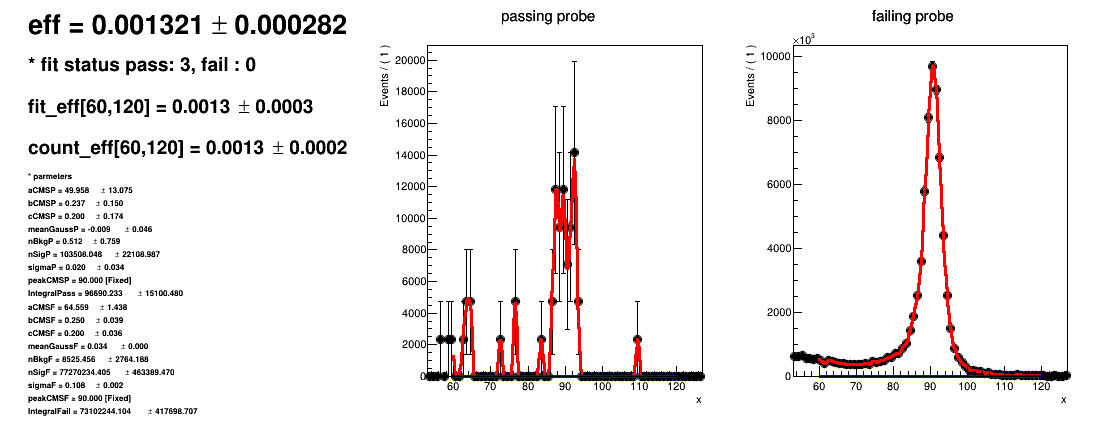 eff = 0.001321 ± 0.000282
* fit status pass: 3, fail : 0
fit_eff[60,120] = 0.0013 ± 0.0003
count_eff[60,120] = 0.0013 ± 0.0002
* parmeters
aCMSP = 49.958 ± 13.075
bCMSP = 0.237 ± 0.150
cCMSP = 0.200 ± 0.174
meanGaussP = -0.009 ± 0.046
nBkgP = 0.512 ± 0.759
nSigP = 103508.048 ± 22108.987
sigmaP = 0.020 ± 0.034
peakCMSP = 90.000 [Fixed]
IntegralPass = 96690.233 ± 15100.480
aCMSF = 64.559 ± 1.438
bCMSF = 0.250 ± 0.039
cCMSF = 0.200 ± 0.036
meanGaussF = 0.034 ± 0.000
nBkgF = 8525.456 ± 2764.188
nSigF = 77270234.405 ± 463389.470
sigmaF = 0.108 ± 0.002
peakCMSF = 90.000 [Fixed]
IntegralFail = 73102244.104 ± 417698.707
passing probe
Events / ( 1 )
20000
18000
16000
14000
12000
10000
8000
6000
4000
2000
0
60 70 80 90 100 110 120
x
failing probe
×10³
Events / ( 1 )
10000
8000
6000
4000
2000
0
60 70 80 90 100 110 120
x